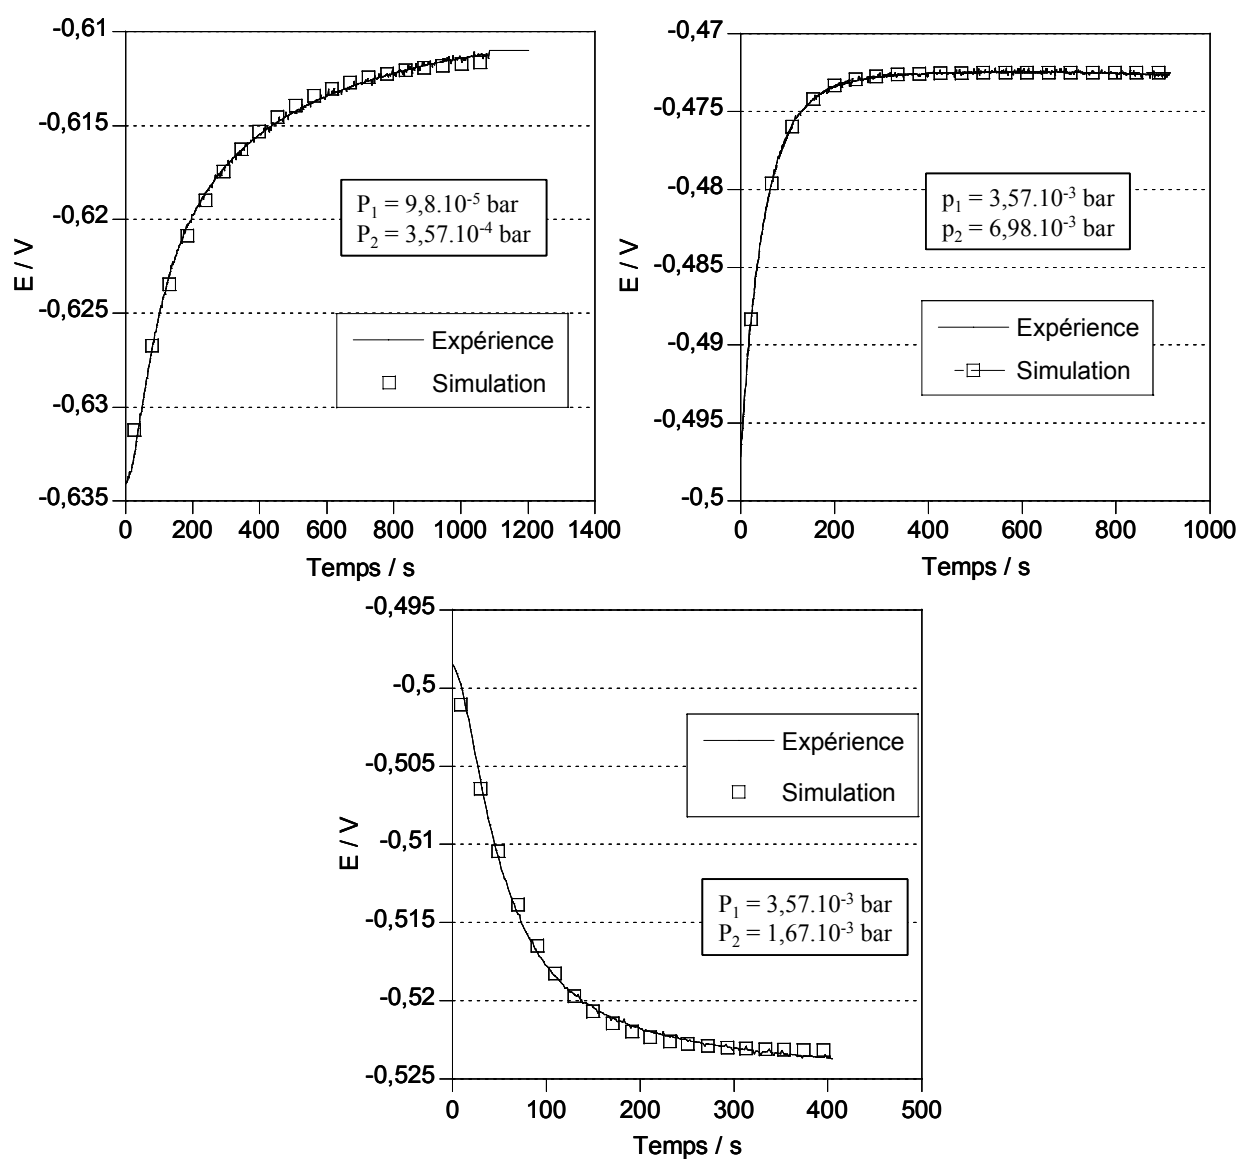 -0,61
-0,615
-0,62
-0,625
-0,63
-0,635
E / V
0 200 400 600 800 1000 1200 1400
Temps / s
P1 = 9,8.10-5 bar
P2 = 3,57.10-4 bar
Expérience
Simulation
-0,47
-0,475
-0,48
-0,485
-0,49
-0,495
-0,5
E / V
0 200 400 600 800 1000
Temps / s
p1 = 3,57.10-3 bar
p2 = 6,98.10-3 bar
Expérience
Simulation
-0,495
-0,5
-0,505
-0,51
-0,515
-0,52
-0,525
E / V
0 100 200 300 400 500
Temps / s
Expérience
Simulation
P1 = 3,57.10-3 bar
P2 = 1,67.10-3 bar